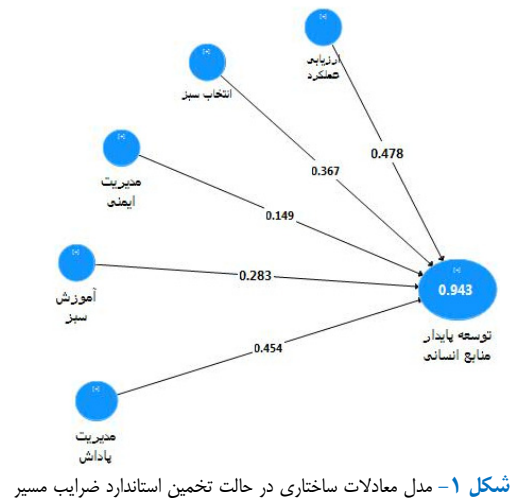 ارزیابی
عملکرد
انتخاب سبز
0.478
0.367
مدیریت
ایمنی
0.149
آموزش
سبز
0.283
0.943
توسعه پایدار
منابع انسانی
0.454
مدیریت
پاداش
شکل ۱- مدل معادلات ساختاری در حالت تخمین استاندارد ضرایب مسیر